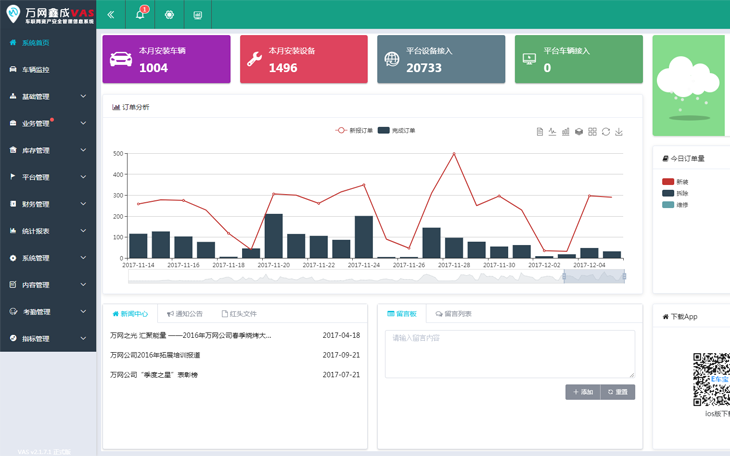 万网鑫成VAS
车联网资产安全管理信息系统
1
系统首页
车辆监控
基础管理
业务管理
库存管理
平台管理
财务管理
统计报表
系统管理
内容管理
考勤管理
指标管理
本月安装车辆
1004
本月安装设备
1496
平台设备接入
20733
平台车辆接入
0
订单分析
新报订单 完成订单
500
400
300
200
100
0
2017-11-14 2017-11-16 2017-11-18 2017-11-20 2017-11-22 2017-11-24 2017-11-26 2017-11-28 2017-11-30 2017-12-02 2017-12-04
今日订单量
新装
拆除
维修
新闻中心 通知公告 红头文件
万网之光 汇聚能量 ——2016年万网公司春季烧烤大... 2017-04-18
万网公司2016年拓展培训报道 2017-09-21
万网公司“季度之星”表彰榜 2017-07-21
留言板 留言列表
请输入留言内容
+ 添加 重置
下载App
E车宝
ios版下